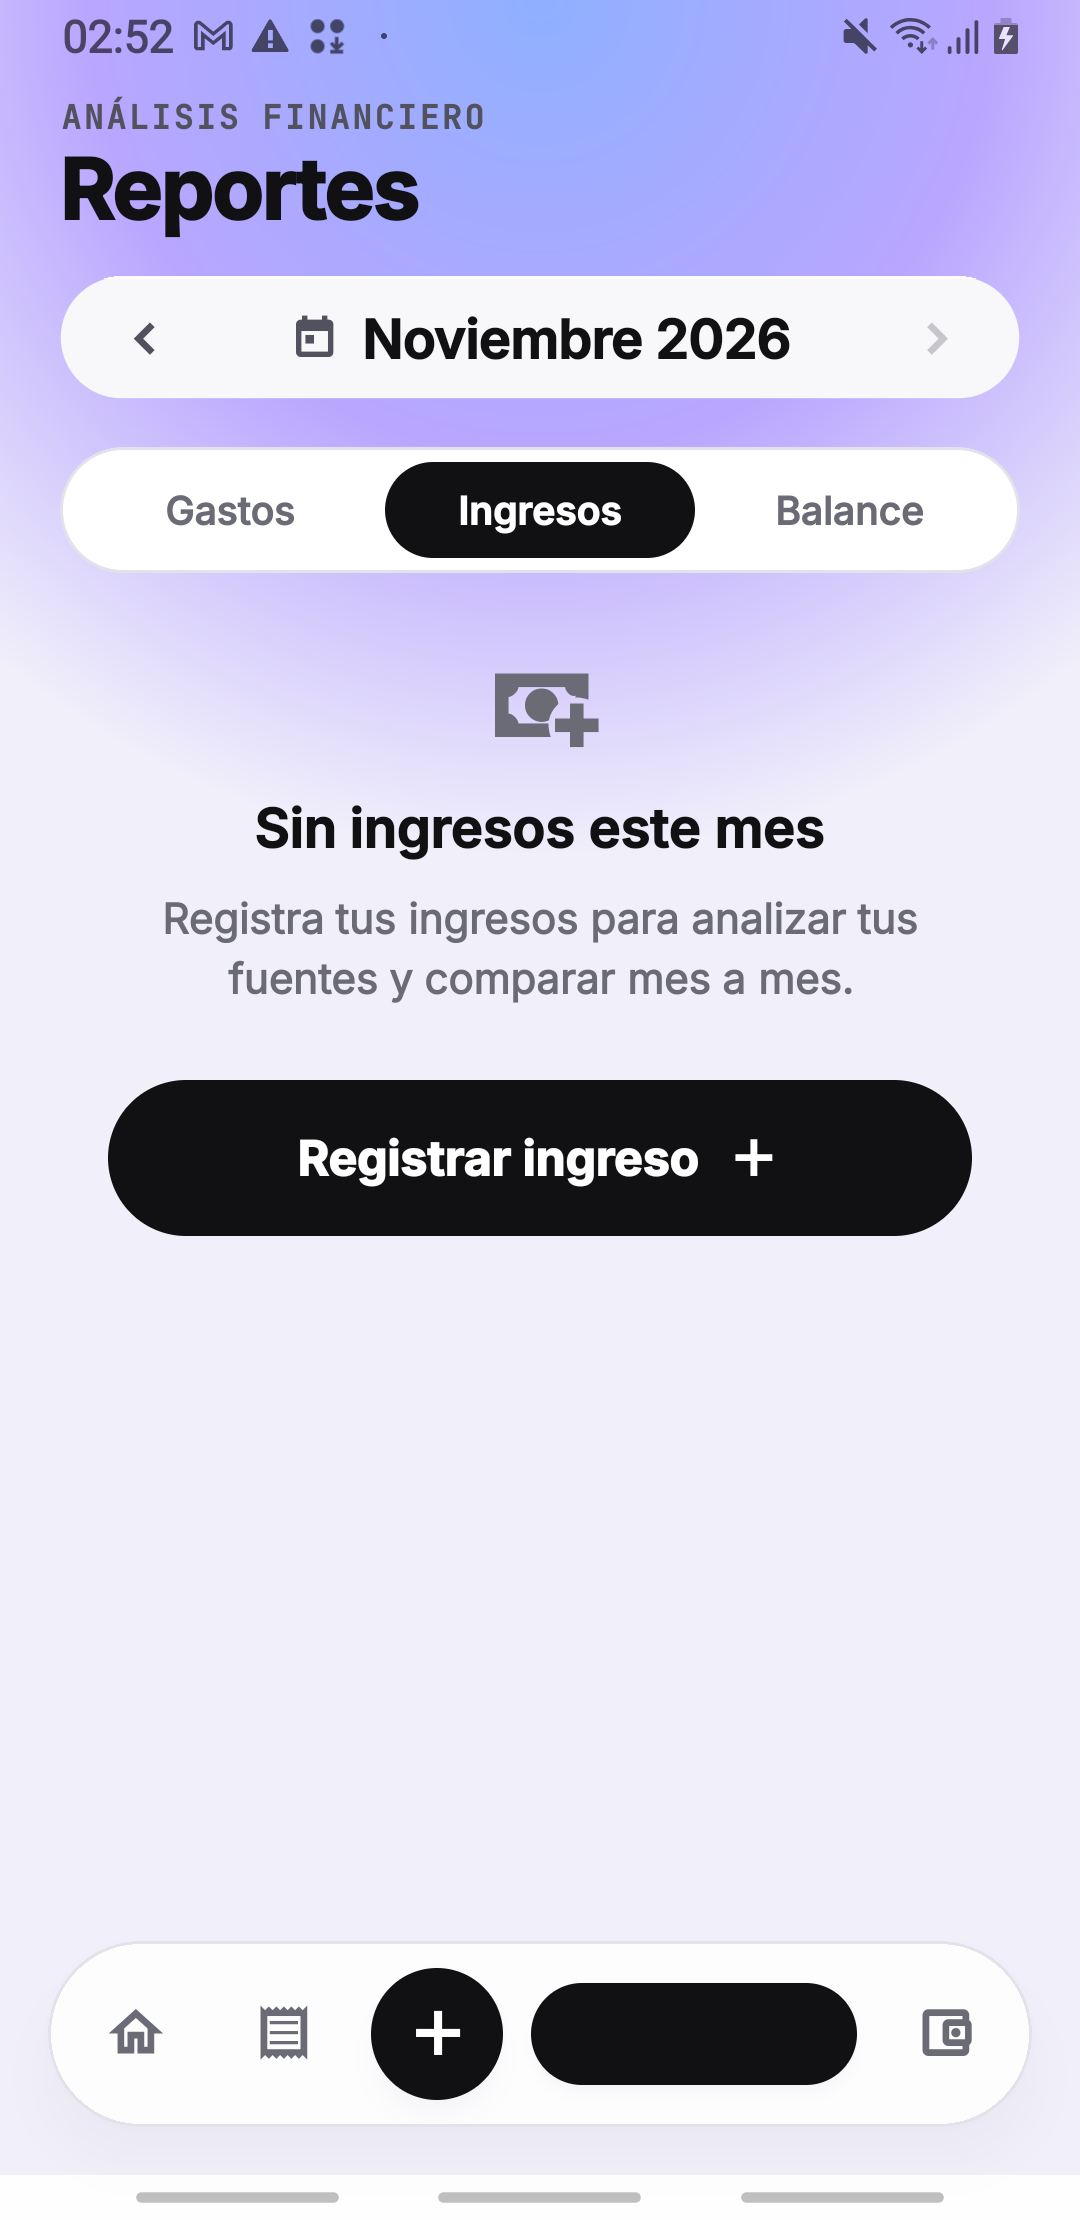 02:52
ANÁLISIS FINANCIERO
Reportes
Noviembre 2026
Gastos
Ingresos
Balance
Sin ingresos este mes
Registra tus ingresos para analizar tus
fuentes y comparar mes a mes.
Registrar ingreso +